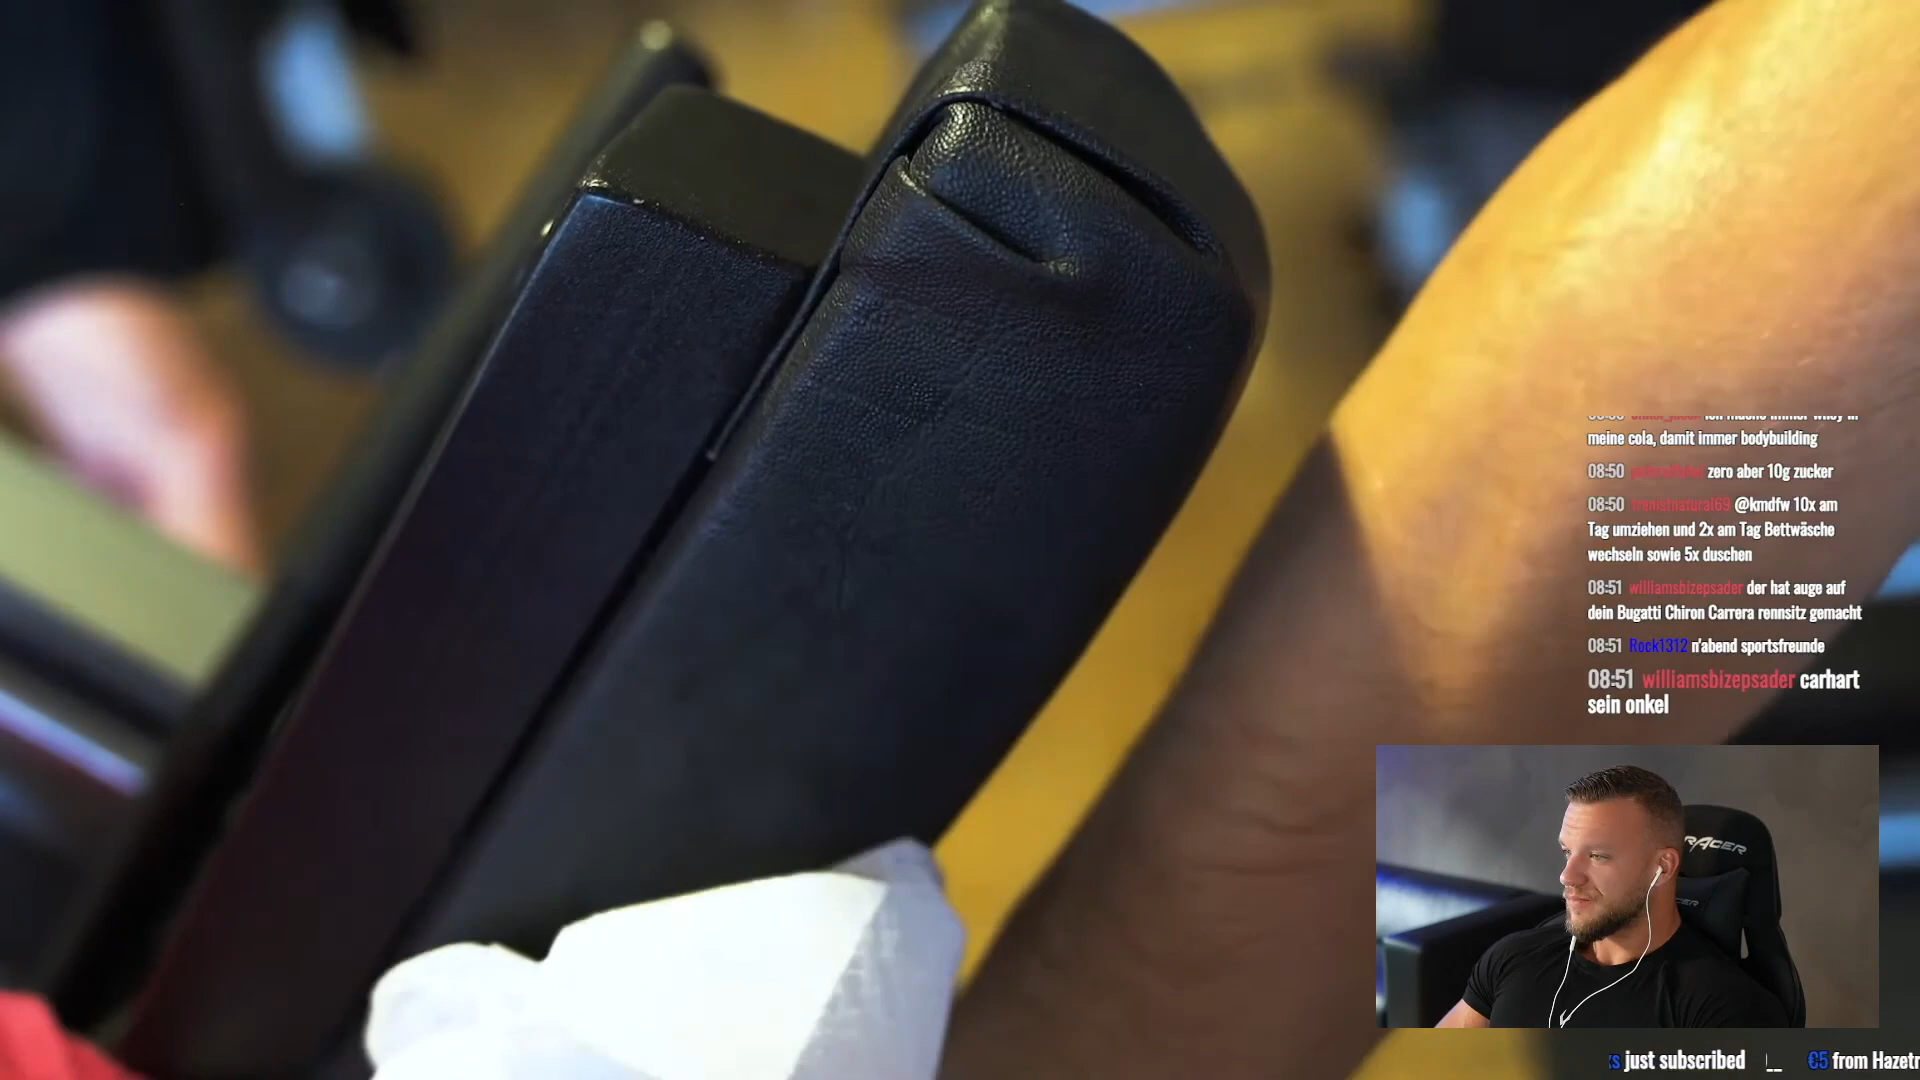 meine cola, damit immer bodybuilding
08:50 zero aber 10g zucker
08:50 @kmdfw 10x am
Tag umziehen und 2x am Tag Bettwäsche
wechseln sowie 5x duschen
08:51 williamsbizepsader der hat auge auf
dein Bugatti Chiron Carrera rennsitz gemacht
08:51 Rock1312 n'abend sportsfreunde
08:51 williamsbizepsader carhart
sein onkel
RACER
s just subscribed __ €5 from Hazetr